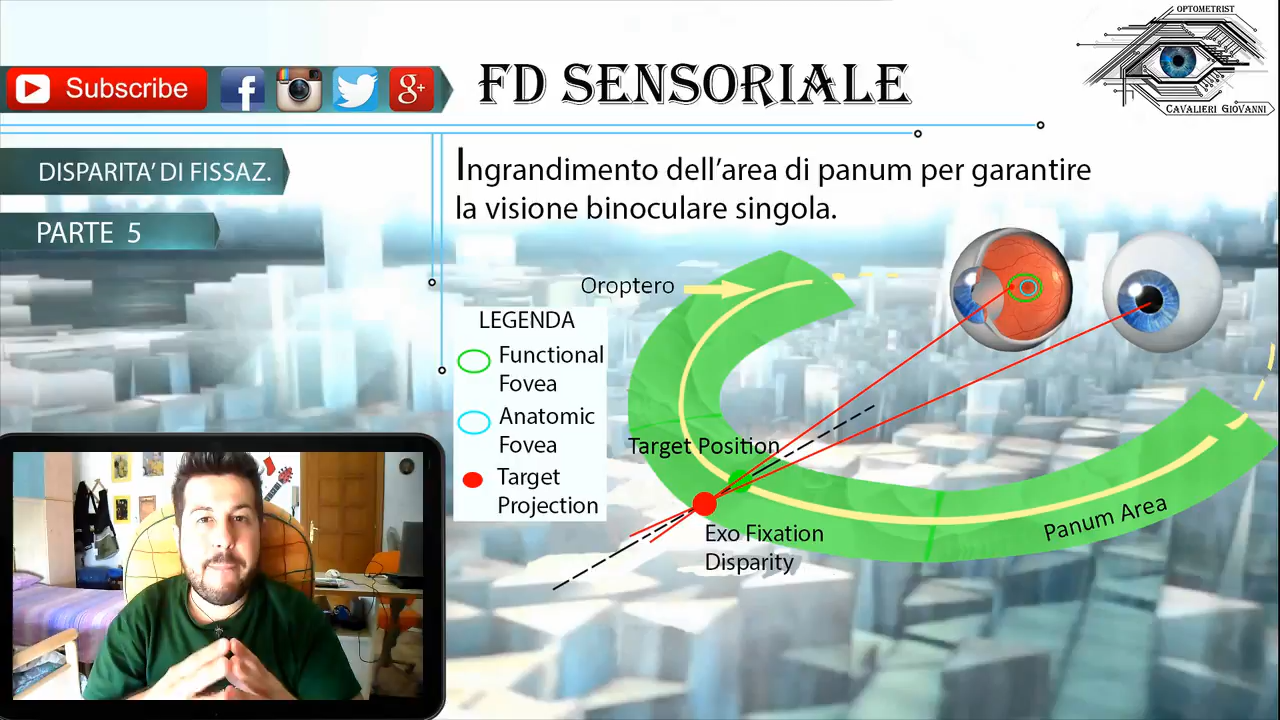 OPTOMETRIST
CAVALIERI GIOVANNI
Subscribe
FD SENSORIALE
DISPARITA' DI FISSAZ.
PARTE 5
Ingrandimento dell'area di panum per garantire
la visione binoculare singola.
Oroptero
LEGENDA
Functional
Fovea
Anatomic
Fovea
Target
Projection
Target Position
Exo Fixation
Disparity
Panum Area